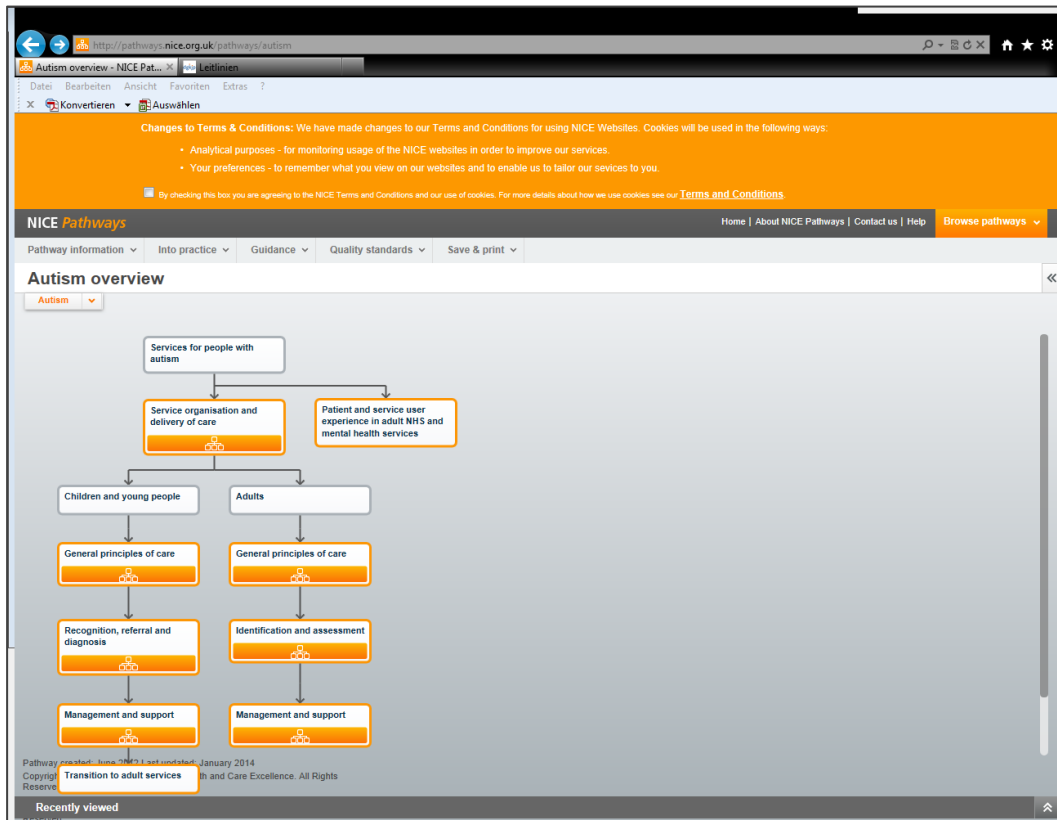 http://pathways.nice.org.uk/pathways/autism
Autism overview - NICE Pat... ×
Leitlinien
Datei Bearbeiten Ansicht Favoriten Extras ?
× Konvertieren Auswählen
Changes to Terms & Conditions: We have made changes to our Terms and Conditions for using NICE Websites. Cookies will be used in the following ways:
• Analytical purposes - for monitoring usage of the NICE websites in order to improve our services.
• Your preferences - to remember what you view on our websites and to enable us to tailor our sevices to you.
By checking this box you are agreeing to the NICE Terms and Conditions and our use of cookies. For more details about how we use cookies see our Terms and Conditions.
NICE Pathways
Home | About NICE Pathways | Contact us | Help
Browse pathways
Pathway information Into practice Guidance Quality standards Save & print
Autism overview
Autism
Services for people with
autism
Service organisation and
delivery of care
Patient and service user
experience in adult NHS and
mental health services
Children and young people
Adults
General principles of care
General principles of care
Recognition, referral and
diagnosis
Identification and assessment
Management and support
Management and support
Pathway created: June 2012 Last updated: January 2014
Copyrig
Transition to adult services
th and Care Excellence. All Rights
Reserve
Recently viewed